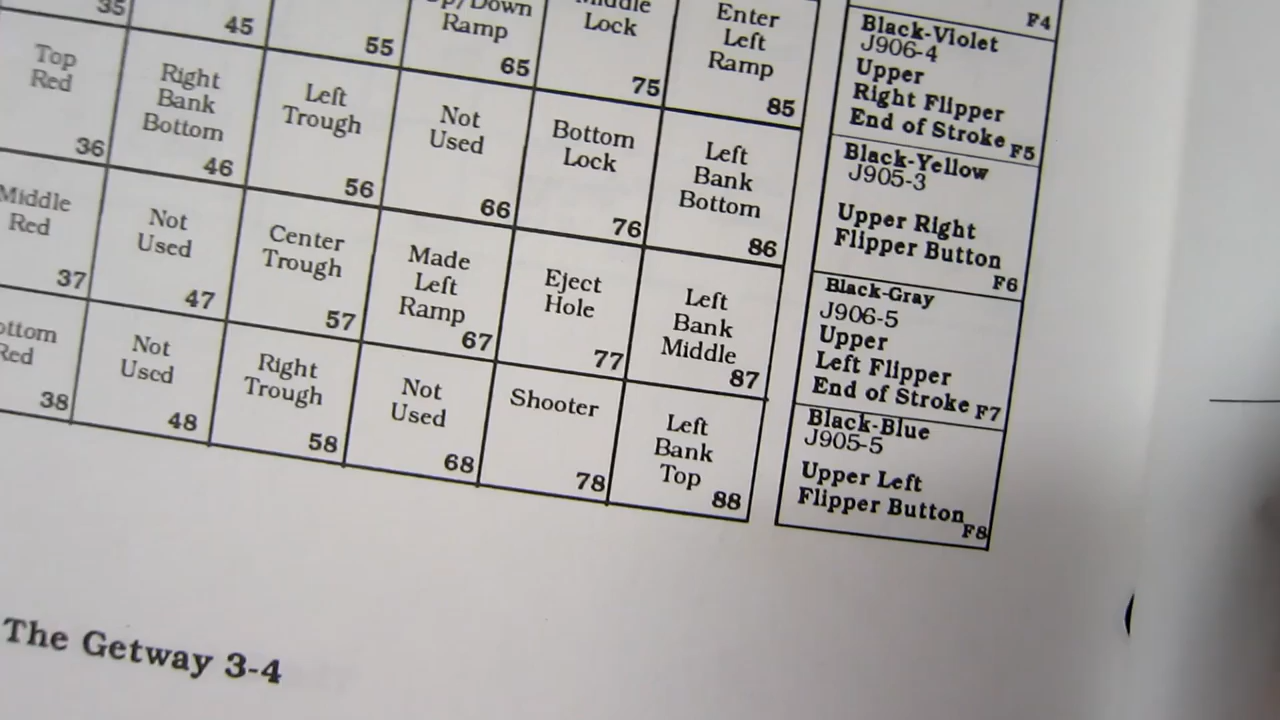 35
45
55
Ramp
65
Lock
75
Enter
Left
Ramp
85
F4
Top
Red
36
Right
Bank
Bottom
46
Left
Trough
56
Not
Used
66
Bottom
Lock
76
Left
Bank
Bottom
86
Black-Violet
J906-4
Upper
Right Flipper
End of Stroke F5
Middle
Red
37
Not
Used
47
Center
Trough
57
Made
Left
Ramp
67
Eject
Hole
77
Left
Bank
Middle
87
Black-Yellow
J905-3
Upper Right
Flipper Button
F6
Red
38
Not
Used
48
Right
Trough
58
Not
Used
68
Shooter
78
Left
Bank
Top
88
Black-Gray
J906-5
Upper
Left Flipper
End of Stroke F7
Black-Blue
J905-5
Upper Left
Flipper Button
F8
The Getway 3-4